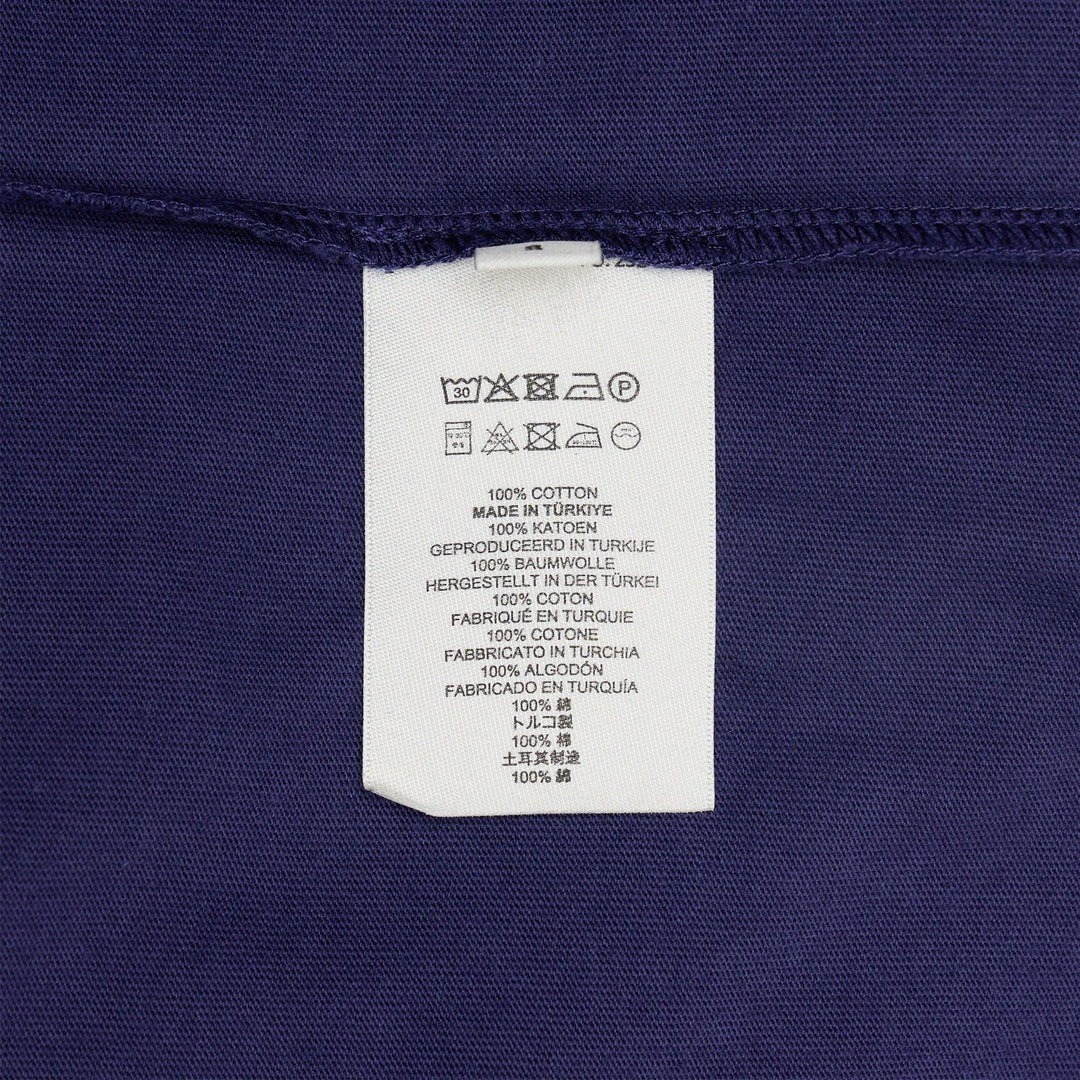 30
P
100% COTTON
MADE IN TÜRKIYE
100% KATOEN
GEPRODUCEERD IN TURKIJE
100% BAUMWOLLE
HERGESTELLT IN DER TÜRKEI
100% COTON
FABRIQUÉ EN TURQUIE
100% COTONE
FABBRICATO IN TURCHIA
100% ALGODÓN
FABRICADO EN TURQUÍA
100% 綿
トルコ製
100% 棉
土耳其制造
100% 綿